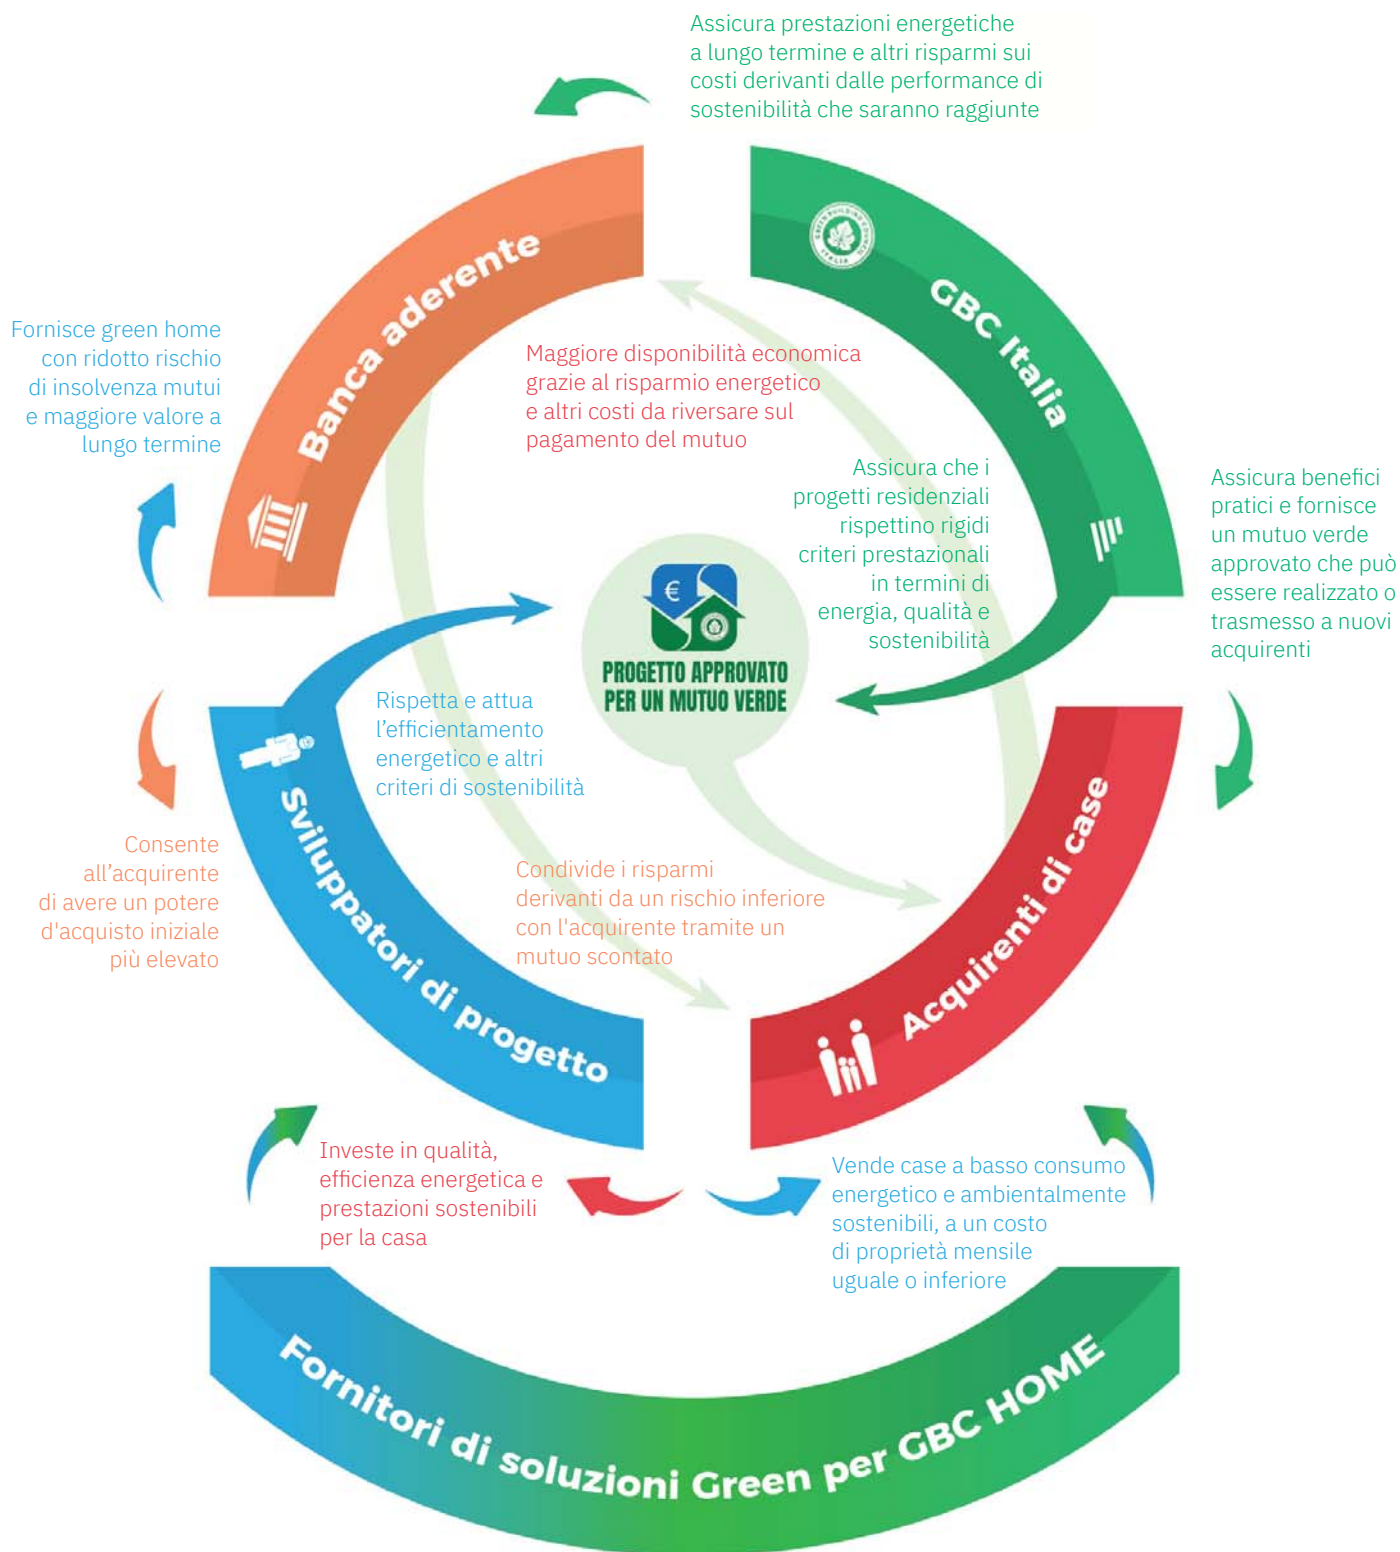 Assicura prestazioni energetiche
a lungo termine e altri risparmi sui
costi derivanti dalle performance di
sostenibilità che saranno raggiunte
Banca aderente
GREEN BUILDING COUNCIL
ITALIA
GBC Italia
Fornisce green home
con ridotto rischio
di insolvenza mutui
e maggiore valore a
lungo termine
Maggiore disponibilità economica
grazie al risparmio energetico
e altri costi da riversare sul
pagamento del mutuo
Assicura che i
progetti residenziali
rispettino rigidi
criteri prestazionali
in termini di
energia, qualità e
sostenibilità
Assicura benefici
pratici e fornisce
un mutuo verde
approvato che può
essere realizzato o
trasmesso a nuovi
acquirenti
€
PROGETTO APPROVATO
PER UN MUTUO VERDE
Rispetta e attua
l’efficientamento
energetico e altri
criteri di sostenibilità
Sviluppatori di progetto
Acquirenti di case
Consente
all’acquirente
di avere un potere
d'acquisto iniziale
più elevato
Condivide i risparmi
derivanti da un rischio inferiore
con l'acquirente tramite un
mutuo scontato
Investe in qualità,
efficienza energetica e
prestazioni sostenibili
per la casa
Vende case a basso consumo
energetico e ambientalmente
sostenibili, a un costo
di proprietà mensile
uguale o inferiore
Fornitori di soluzioni Green per GBC HOME